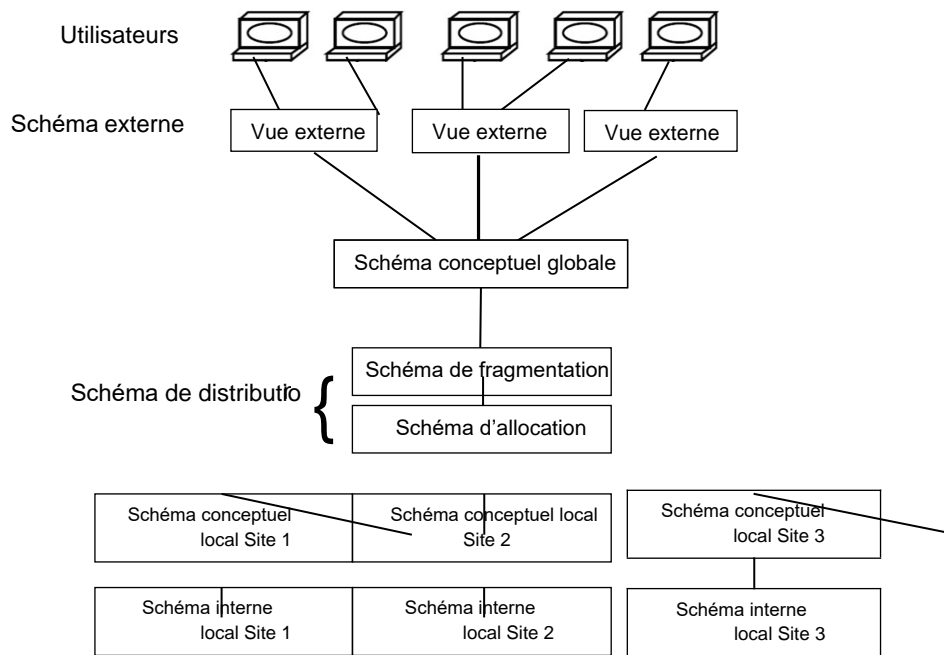 Utilisateurs
Schéma externe
Vue externe
Vue externe
Vue externe
Schéma conceptuel globale
Schéma de fragmentation
Schéma de distributio
{
Schéma d'allocation
Schéma conceptuel
local Site 1
Schéma conceptuel local
Site 2
Schéma conceptuel
local Site 3
Schéma interne
local Site 1
Schéma interne
local Site 2
Schéma interne
local Site 3